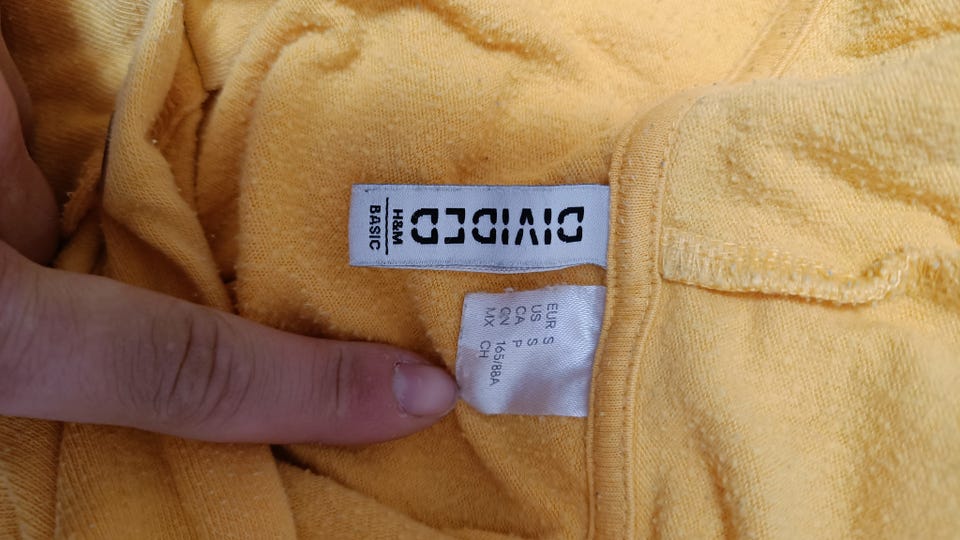 DIVIDED
H&M
BASIC
EUR S
US S
CA P
CN 165/88A
MX CH